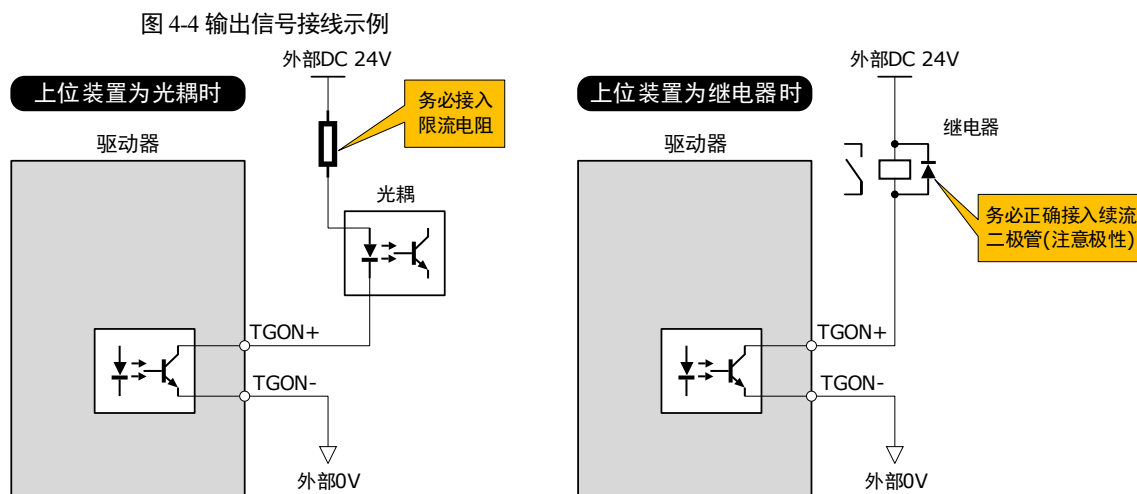 图 4-4 输出信号接线示例
外部DC 24V
上位装置为光耦时
务必接入
限流电阻
驱动器
光耦
TGON+
TGON-
外部0V
外部DC 24V
上位装置为继电器时
继电器
驱动器
务必正确接入续流
二极管(注意极性)
TGON+
TGON-
外部0V